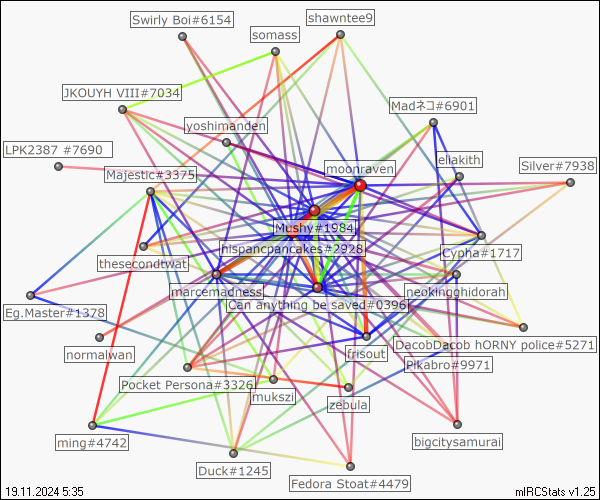 Swirly Boi#6154
shawntee9
somass
JKOUYH VIII#7034
Madネコ#6901
yoshimanden
LPK2387 #7690
eliakith
moonraven
Silver#7938
Majestic#3375
Mushy#1984
hispancpancakes#2928
Cypha#1717
thesecondtwat
marcemadness
neokingghidorah
Can anything be saved#0396
Eg.Master#1378
DacobDacob hORNY police#5271
normalwan
frisout
Pikabro#9971
Pocket Persona#3326
mukszi
zebula
ming#4742
bigcitysamurai
Duck#1245
Fedora Stoat#4479
19.11.2024 5:35
mIRCStats v1.25